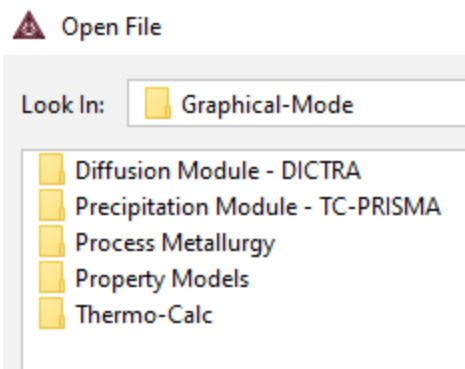 Open File
Look In: Graphical-Mode
Diffusion Module - DICTRA
Precipitation Module - TC-PRISMA
Process Metallurgy
Property Models
Thermo-Calc